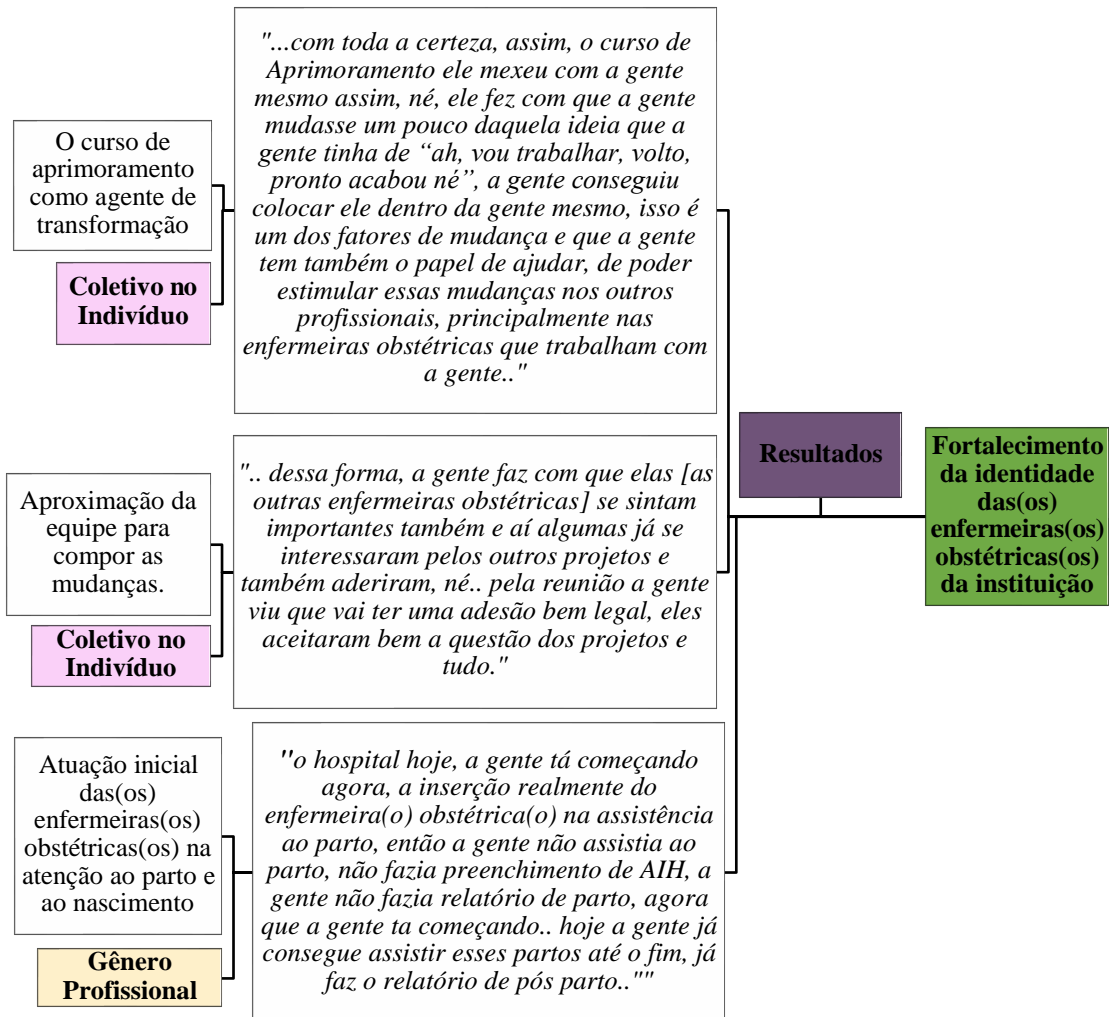 O curso de
aprimoramento
como agente de
transformação
Coletivo no
Indivíduo
"...com toda a certeza, assim, o curso de
Aprimoramento ele mexeu com a gente
mesmo assim, né, ele fez com que a gente
mudasse um pouco daquela ideia que a
gente tinha de “ah, vou trabalhar, volto,
pronto acabou né”, a gente conseguiu
colocar ele dentro da gente mesmo, isso é
um dos fatores de mudança e que a gente
tem também o papel de ajudar, de poder
estimular essas mudanças nos outros
profissionais, principalmente nas
enfermeiras obstétricas que trabalham com
a gente.."
Aproximação da
equipe para
compor as
mudanças.
Coletivo no
Indivíduo
".. dessa forma, a gente faz com que elas [as
outras enfermeiras obstétricas] se sintam
importantes também e aí algumas já se
interessaram pelos outros projetos e
também aderiram, né.. pela reunião a gente
viu que vai ter uma adesão bem legal, eles
aceitaram bem a questão dos projetos e
tudo."
Atuação inicial
das(os)
enfermeiras(os)
obstétricas(os) na
atenção ao parto e
ao nascimento
Gênero
Profissional
"o hospital hoje, a gente tá começando
agora, a inserção realmente do
enfermeira(o) obstétrica(o) na assistência
ao parto, então a gente não assistia ao
parto, não fazia preenchimento de AIH, a
gente não fazia relatório de parto, agora
que a gente ta começando.. hoje a gente já
consegue assistir esses partos até o fim, já
faz o relatório de pós parto..""
Resultados
Fortalecimento
da identidade
das(os)
enfermeiras(os)
obstétricas(os)
da instituição